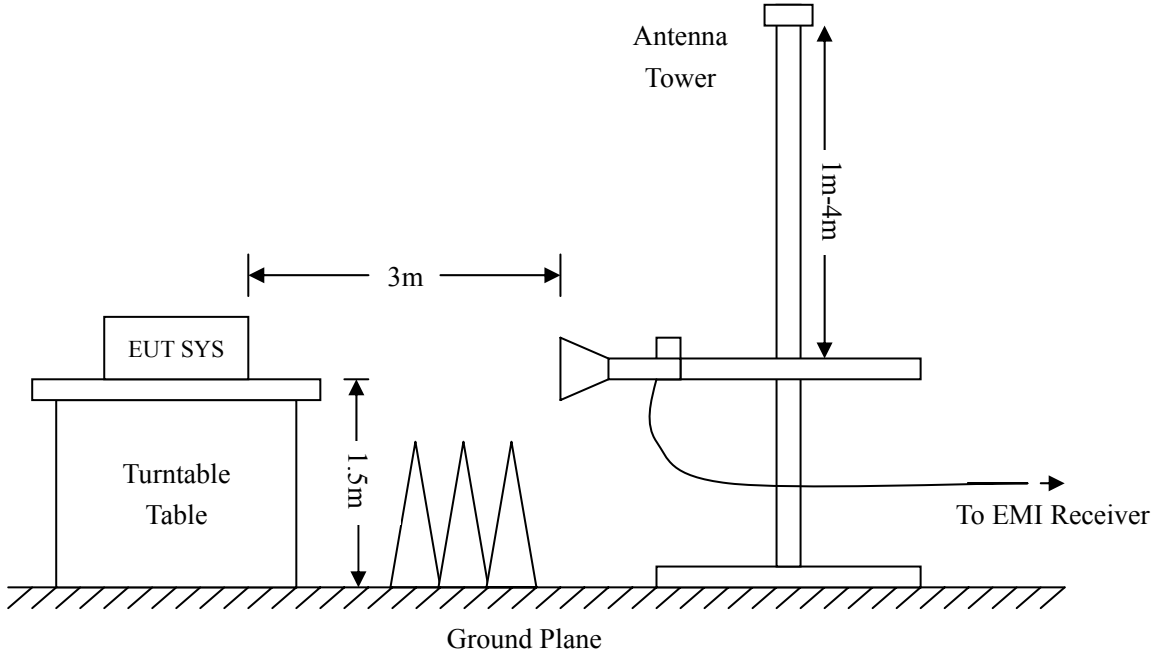 Antenna
Tower
1m-4m
3m
EUT SYS
1.5m
Turntable
Table
To EMI Receiver
Ground Plane